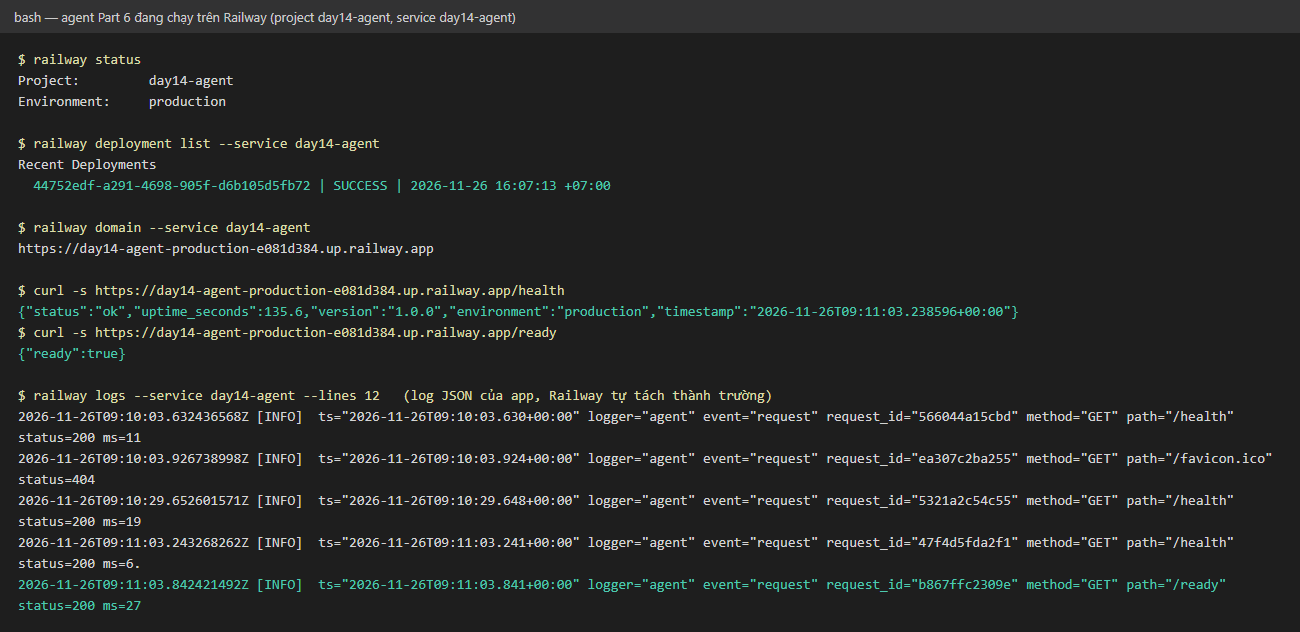 bash — agent Part 6 đang chạy trên Railway (project day14-agent, service day14-agent)
$ railway status
Project:         day14-agent
Environment:     production
$ railway deployment list --service day14-agent
Recent Deployments
44752edf-a291-4698-905f-d6b105d5fb72 | SUCCESS | 2026-11-26 16:07:13 +07:00
$ railway domain --service day14-agent
https://day14-agent-production-e081d384.up.railway.app
$ curl -s https://day14-agent-production-e081d384.up.railway.app/health
{"status":"ok","uptime_seconds":135.6,"version":"1.0.0","environment":"production","timestamp":"2026-11-26T09:11:03.238596+00:00"}
$ curl -s https://day14-agent-production-e081d384.up.railway.app/ready
{"ready":true}
$ railway logs --service day14-agent --lines 12   (log JSON của app, Railway tự tách thành trường)
2026-11-26T09:10:03.632436568Z [INFO]  ts="2026-11-26T09:10:03.630+00:00" logger="agent" event="request" request_id="566044a15cbd" method="GET" path="/health"
status=200 ms=11
2026-11-26T09:10:03.926738998Z [INFO]  ts="2026-11-26T09:10:03.924+00:00" logger="agent" event="request" request_id="ea307c2ba255" method="GET" path="/favicon.ico"
status=404
2026-11-26T09:10:29.652601571Z [INFO]  ts="2026-11-26T09:10:29.648+00:00" logger="agent" event="request" request_id="5321a2c54c55" method="GET" path="/health"
status=200 ms=19
2026-11-26T09:11:03.243268262Z [INFO]  ts="2026-11-26T09:11:03.241+00:00" logger="agent" event="request" request_id="47f4d5fda2f1" method="GET" path="/health"
status=200 ms=6.
2026-11-26T09:11:03.842421492Z [INFO]  ts="2026-11-26T09:11:03.841+00:00" logger="agent" event="request" request_id="b867ffc2309e" method="GET" path="/ready"
status=200 ms=27